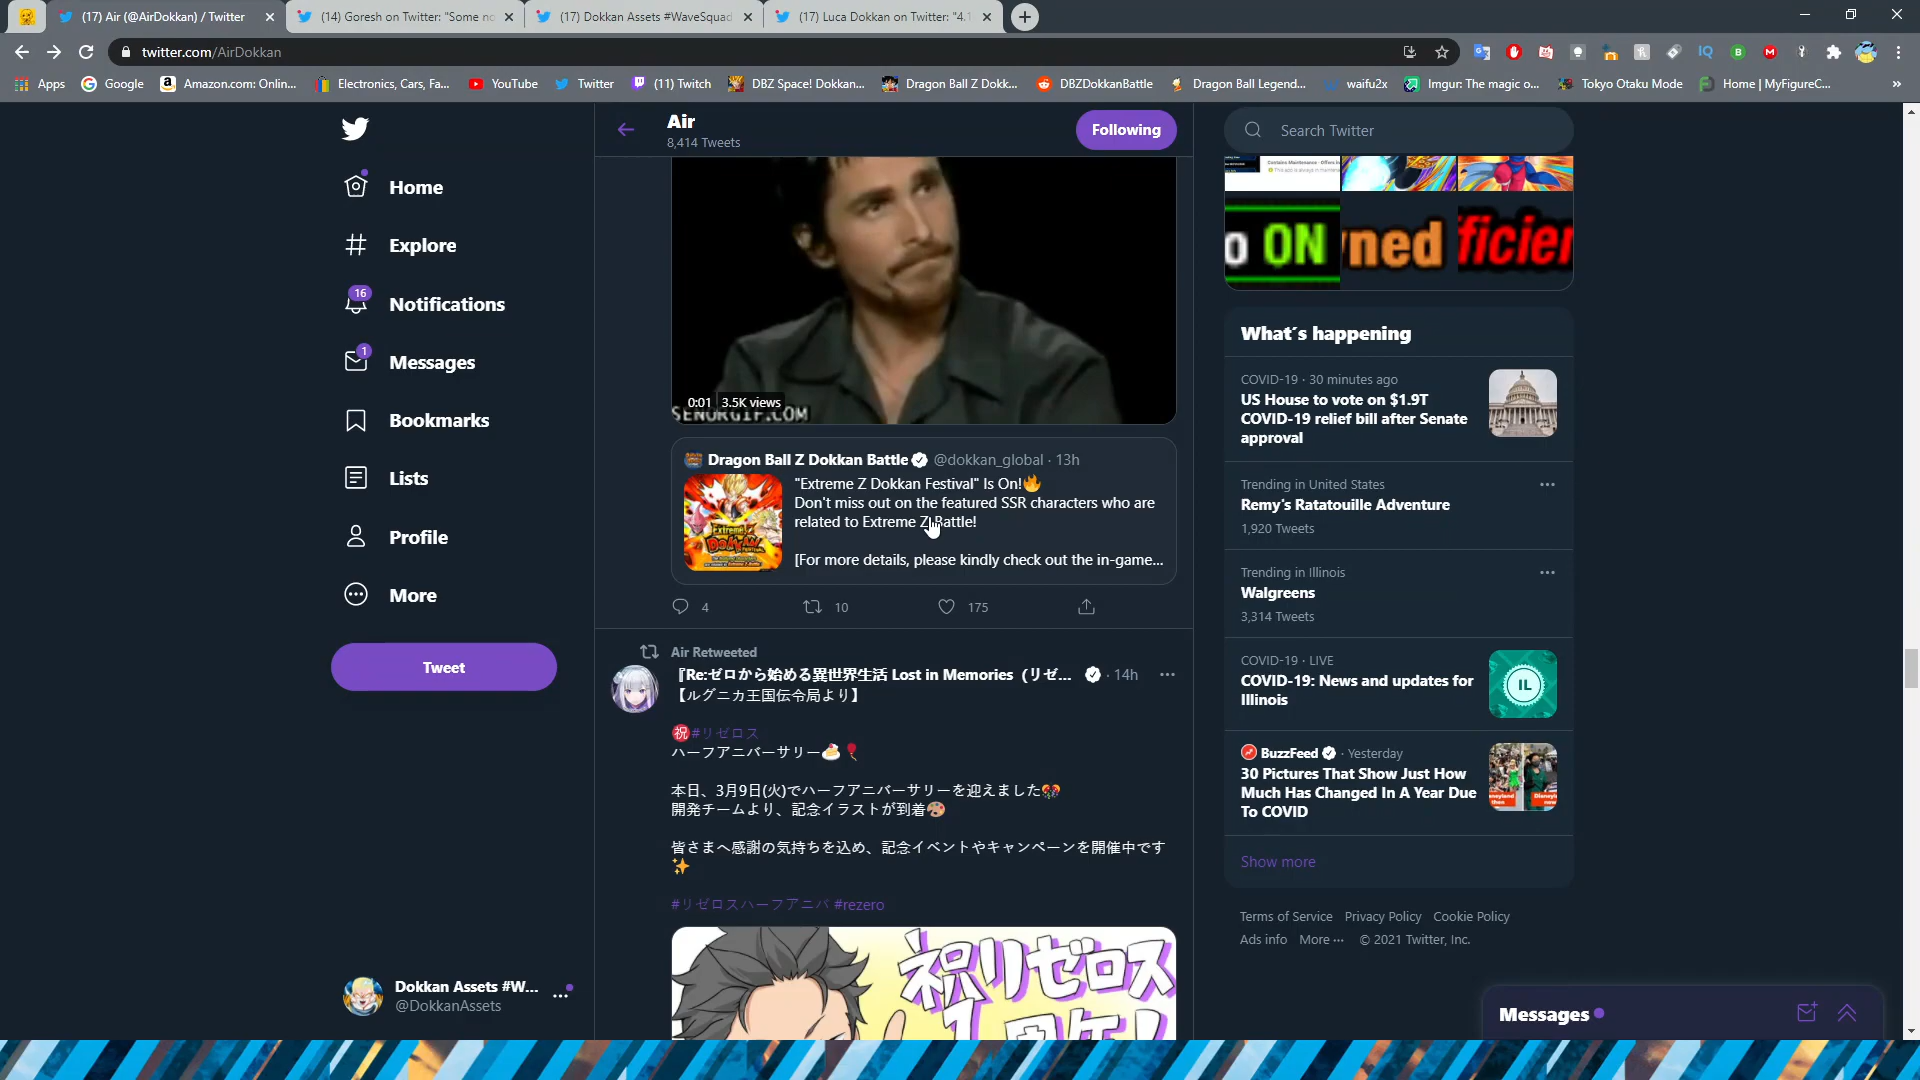 (17) Air (@AirDokkan) / Twitter
(14) Goresh on Twitter: "Some no
(17) Dokkan Assets #WaveSquad
(17) Luca Dokkan on Twitter: "4.1
twitter.com/AirDokkan
Apps
Google
Amazon.com: Onlin...
Electronics, Cars, Fa...
YouTube
Twitter
(11) Twitch
DBZ Space! Dokkan...
Dragon Ball Z Dokk...
DBZDokkanBattle
Dragon Ball Legend...
waifu2x
Imgur: The magic o...
Tokyo Otaku Mode
Home | MyFigureC...
»
Home
Explore
16
Notifications
1
Messages
Bookmarks
Lists
Profile
More
Tweet
Dokkan Assets #W...
@DokkanAssets
Air
8,414 Tweets
Following
0:01 3.5K views
SENORGIF.COM
Dragon Ball Z Dokkan Battle @dokkan_global · 13h
"Extreme Z Dokkan Festival" Is On!🔥
Don't miss out on the featured SSR characters who are
related to Extreme Z Battle!
[For more details, please kindly check out the in-game...
Extreme Z
DOKKAN
FESTIVAL
4
10
175
Air Retweeted
『Re:ゼロから始める異世界生活 Lost in Memories（リゼ... · 14h
【ルグニカ王国伝令局より】
㊗#リゼロス
ハーフアニバーサリー🍰🎈
本日、3月9日(火)でハーフアニバーサリーを迎えました🎊
開発チームより、記念イラストが到着🎨
皆さまへ感謝の気持ちを込め、記念イベントやキャンペーンを開催中です
✨
#リゼロスハーフアニバ #rezero
祝リゼロス
Search Twitter
o ON
ned
fficien
What's happening
COVID-19 · 30 minutes ago
US House to vote on $1.9T
COVID-19 relief bill after Senate
approval
Trending in United States
Remy's Ratatouille Adventure
1,920 Tweets
Trending in Illinois
Walgreens
3,314 Tweets
COVID-19 · LIVE
COVID-19: News and updates for
Illinois
IL
BuzzFeed · Yesterday
30 Pictures That Show Just How
Much Has Changed In A Year Due
To COVID
Show more
Terms of Service Privacy Policy Cookie Policy
Ads info More ··· © 2021 Twitter, Inc.
Messages